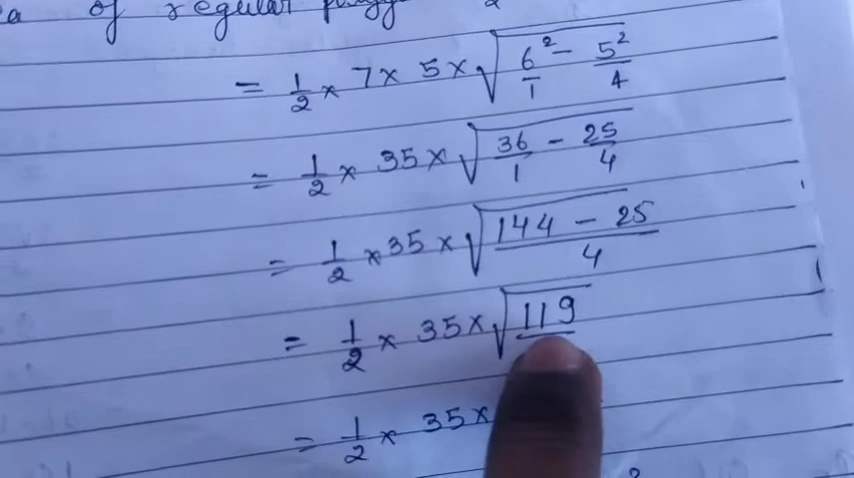 of regular
= 1/2 × 7 × 5 × √(6²/1 - 5²/4)
= 1/2 × 35 × √(36/1 - 25/4)
= 1/2 × 35 × √((144 - 25)/4)
= 1/2 × 35 × √119
= 1/2 × 35 ×